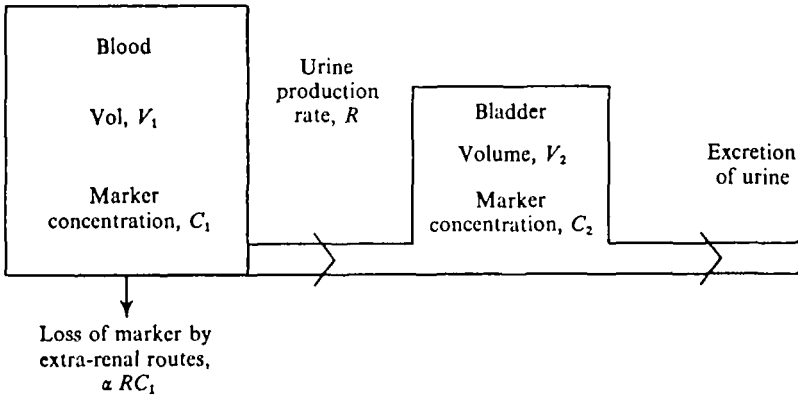 Blood
Vol, V₁
Marker
concentration, C₁
Loss of marker by
extra-renal routes,
α RC₁
Urine
production
rate, R
Bladder
Volume, V₂
Marker
concentration, C₂
Excretion
of urine